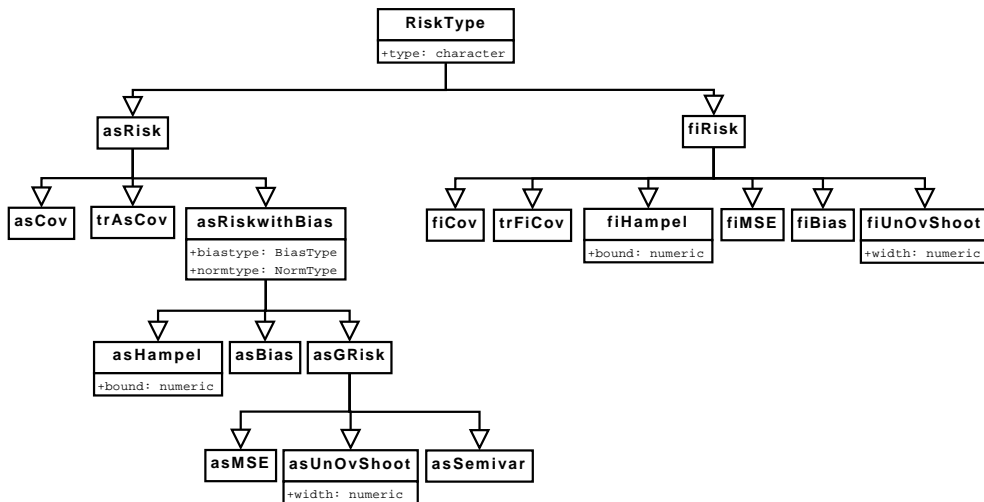 RiskType
+type: character
asRisk
fiRisk
asCov
trAsCov
asRiskwithBias
+biastype: BiasType
+normtype: NormType
fiCov
trFiCov
fiHampel
+bound: numeric
fiMSE
fiBias
fiUnOvShoot
+width: numeric
asHampel
+bound: numeric
asBias
asGRisk
asMSE
asUnOvShoot
+width: numeric
asSemivar